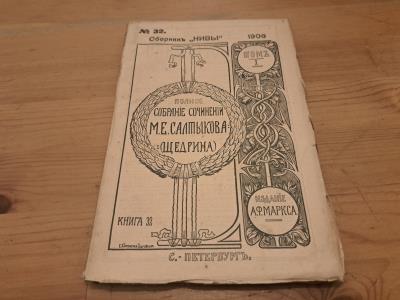 № 32.
Сборникъ „НИВЫ"
1906
ТОМЪ
I
ПОЛНОЕ
СОБРАНІЕ СОЧИНЕНІЙ
М.Е. САЛТЫКОВА-
(ЩЕДРИНА)
КНИГА 32
ИЗДАНІЕ
А.Ф. МАРКСА.
С.-ПЕТЕРБУРГЪ.